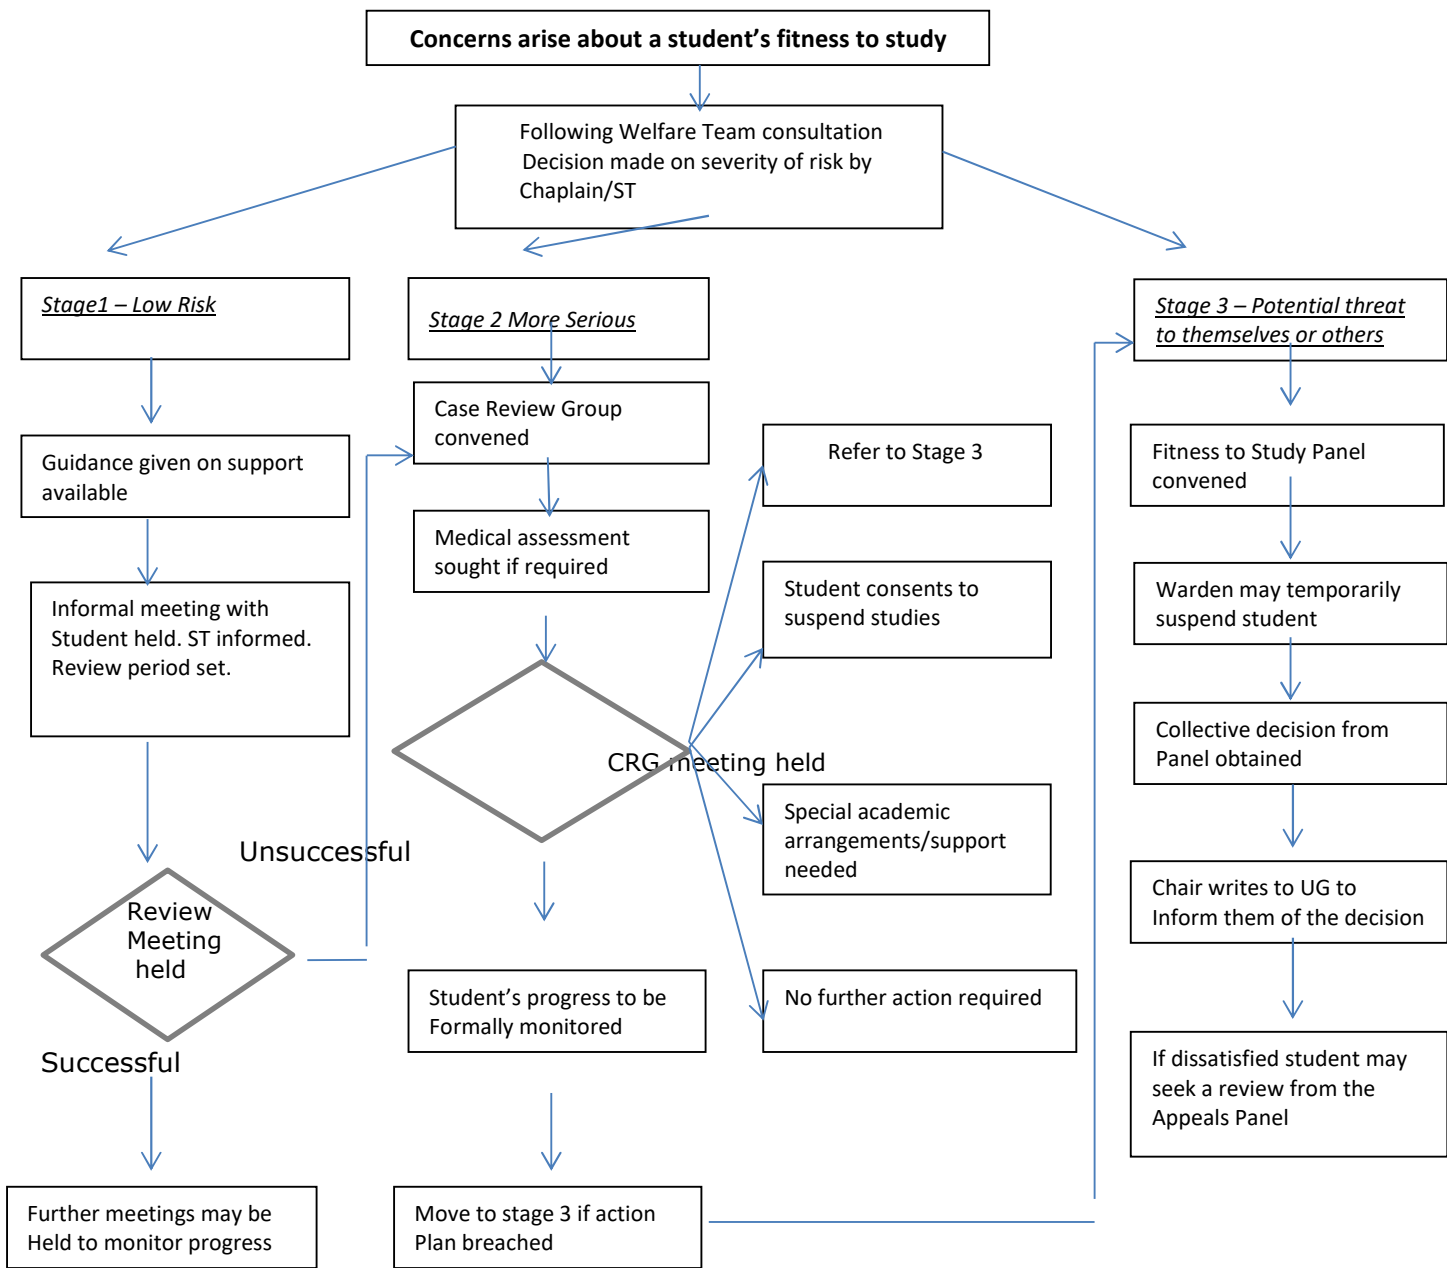 Concerns arise about a student’s fitness to study
Following Welfare Team consultation
Decision made on severity of risk by
Chaplain/ST
Stage1 – Low Risk
Guidance given on support
available
Informal meeting with
Student held. ST informed.
Review period set.
Review
Meeting
held
Unsuccessful
Successful
Further meetings may be
Held to monitor progress
Stage 2 More Serious
Case Review Group
convened
Medical assessment
sought if required
CRG meeting held
Refer to Stage 3
Student consents to
suspend studies
Special academic
arrangements/support
needed
No further action required
Student’s progress to be
Formally monitored
Move to stage 3 if action
Plan breached
Stage 3 – Potential threat
to themselves or others
Fitness to Study Panel
convened
Warden may temporarily
suspend student
Collective decision from
Panel obtained
Chair writes to UG to
Inform them of the decision
If dissatisfied student may
seek a review from the
Appeals Panel